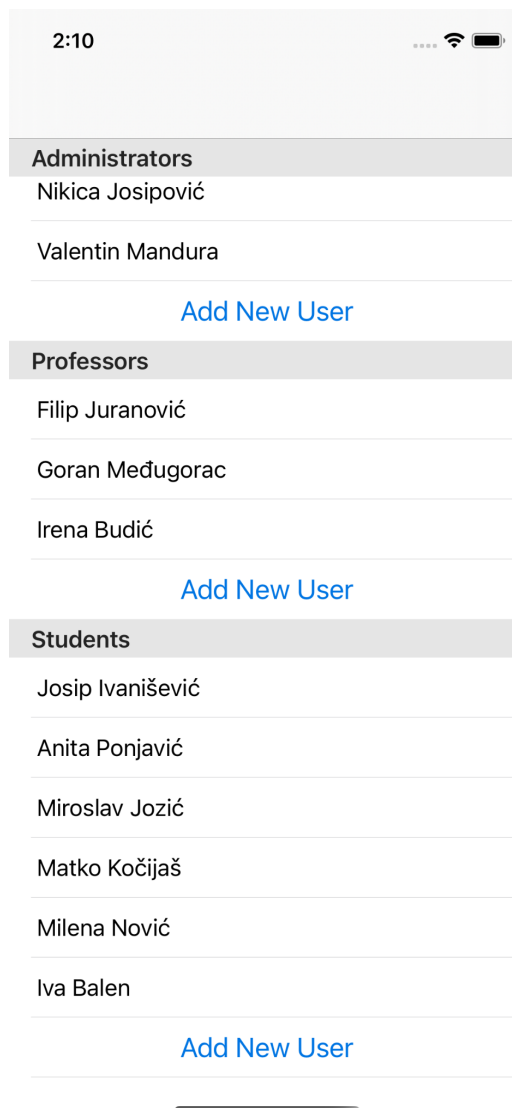 2:10
Administrators
Nikica Josipović
Valentin Mandura
Add New User
Professors
Filip Juranović
Goran Međugorac
Irena Budić
Add New User
Students
Josip Ivanišević
Anita Ponjavić
Miroslav Jozić
Matko Kočijaš
Milena Nović
Iva Balen
Add New User